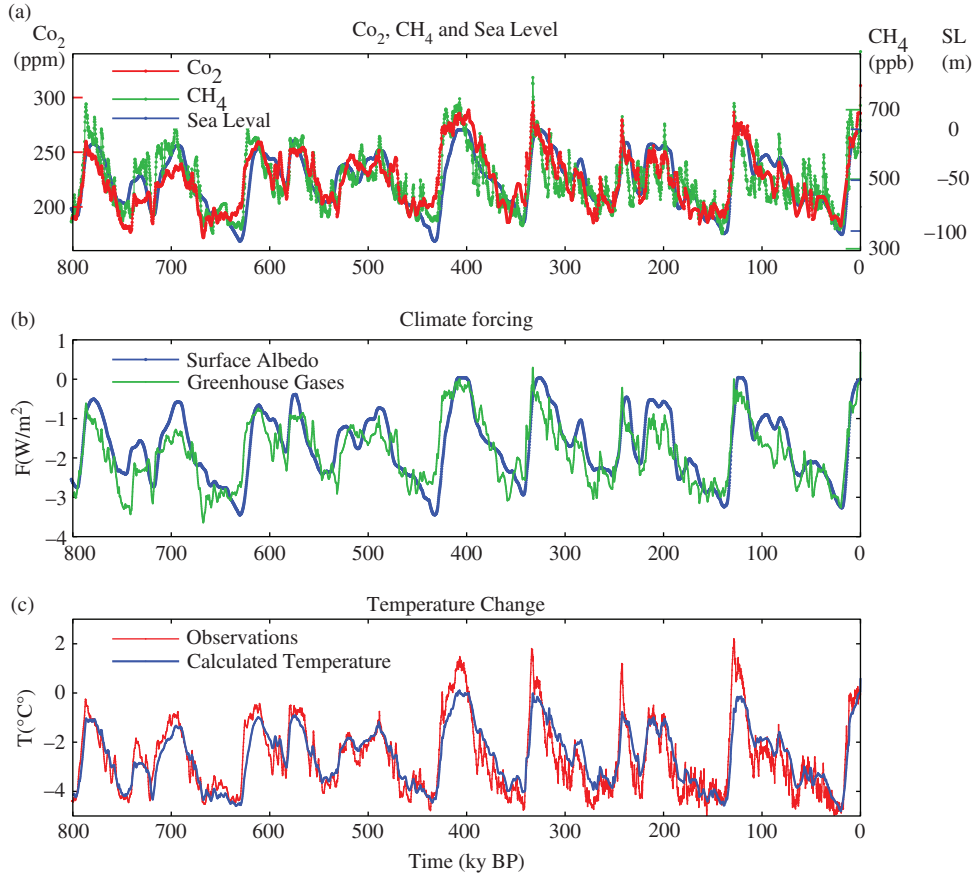 (a)
Co2 Co2, CH4 and Sea Level CH4 SL
(ppm) (ppb) (m)
Co2
CH4
Sea Leval
300
250
200
700
500
300
0
−50
−100
800 700 600 500 400 300 200 100 0
(b) Climate forcing
Surface Albedo
Greenhouse Gases
F(W/m2)
1
0
−1
−2
−3
−4
800 700 600 500 400 300 200 100 0
(c) Temperature Change
Observations
Calculated Temperature
T(°C°)
2
0
−2
−4
800 700 600 500 400 300 200 100 0
Time (ky BP)